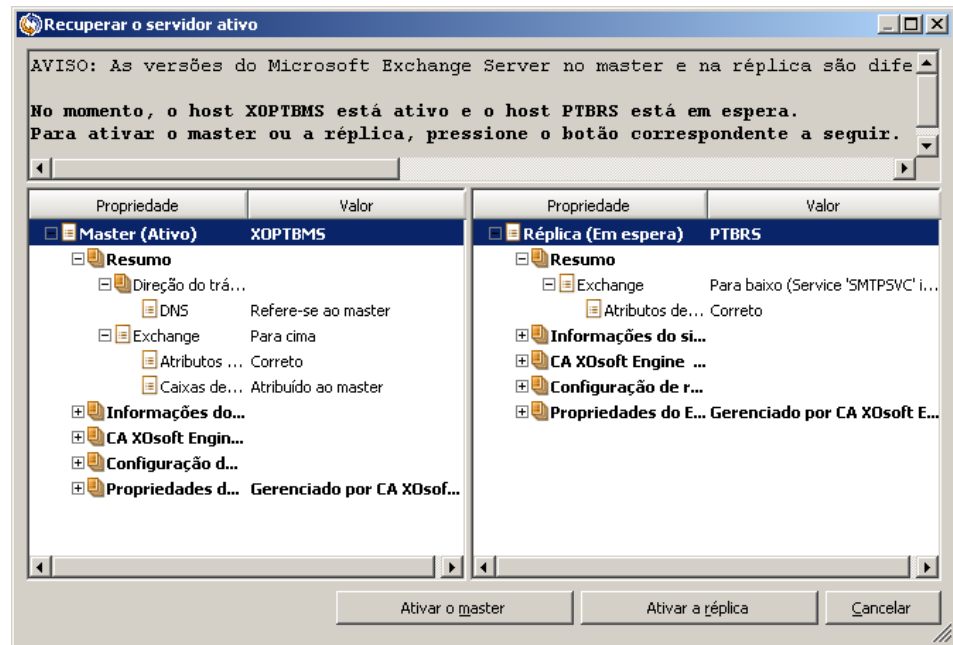 Recuperar o servidor ativo
AVISO: As versões do Microsoft Exchange Server no master e na réplica são dife
No momento, o host XOPTBMS está ativo e o host PTBRS está em espera.
Para ativar o master ou a réplica, pressione o botão correspondente a seguir.
Propriedade Valor
Master (Ativo) XOPTBMS
Resumo
Direção do trá...
DNS Refere-se ao master
Exchange Para cima
Atributos ... Correto
Caixas de... Atribuído ao master
Informações do...
CA XOsoft Engin...
Configuração d...
Propriedades d... Gerenciado por CA XOsof...
Propriedade Valor
Réplica (Em espera) PTBRS
Resumo
Exchange Para baixo (Service 'SMTPSVC' i...
Atributos de... Correto
Informações do si...
CA XOsoft Engine ...
Configuração de r...
Propriedades do E... Gerenciado por CA XOsoft E...
Ativar o master Ativar a réplica Cancelar